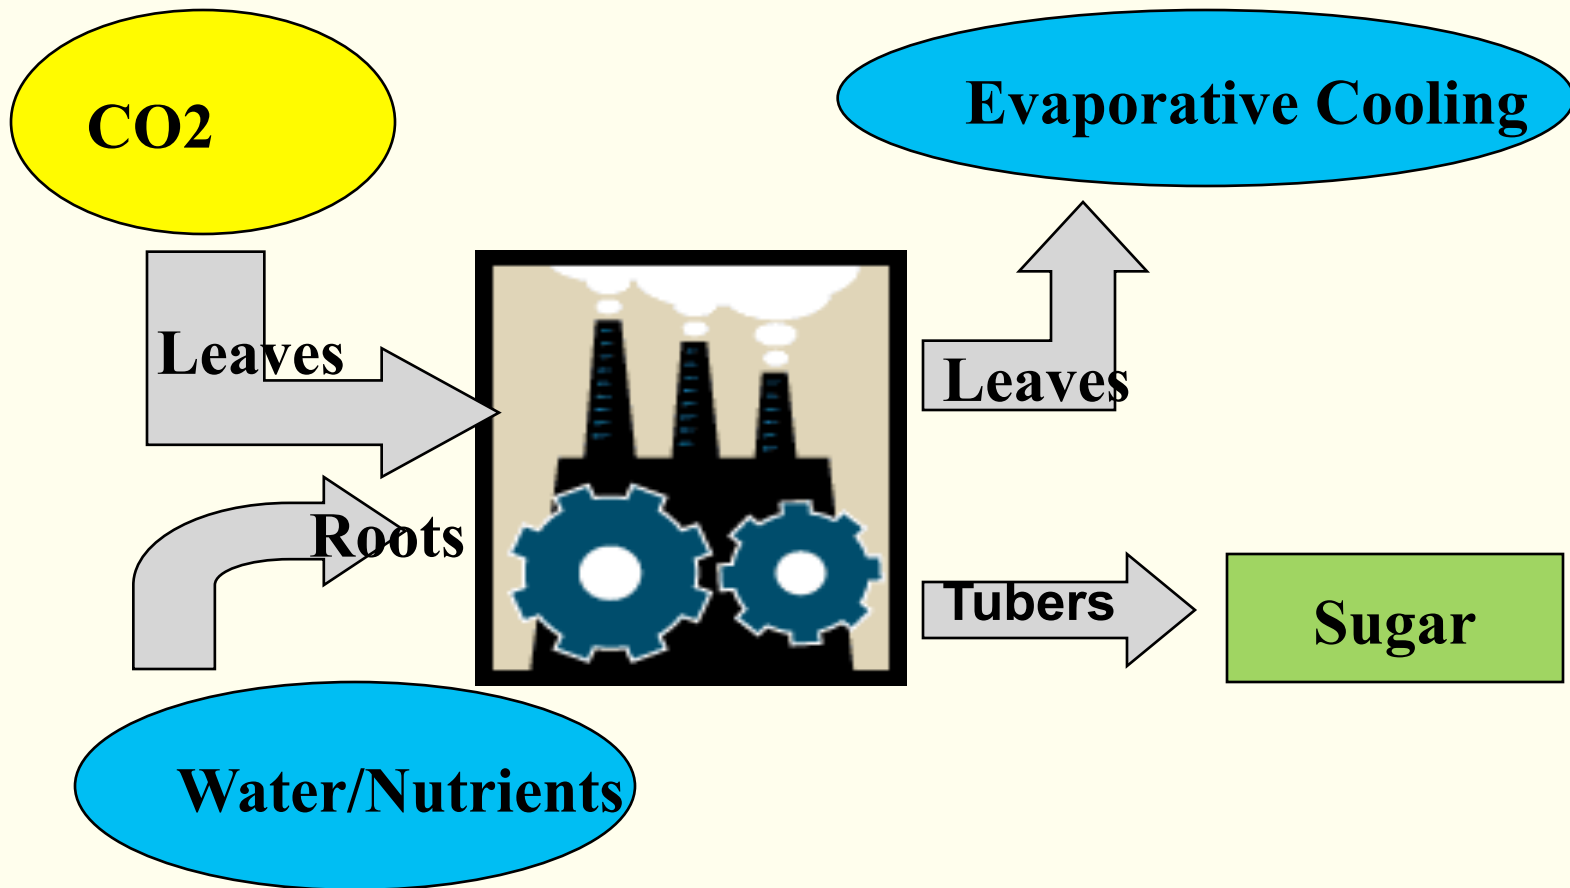 CO2
Evaporative Cooling
Leaves
Leaves
Roots
Tubers
Sugar
Water/Nutrients